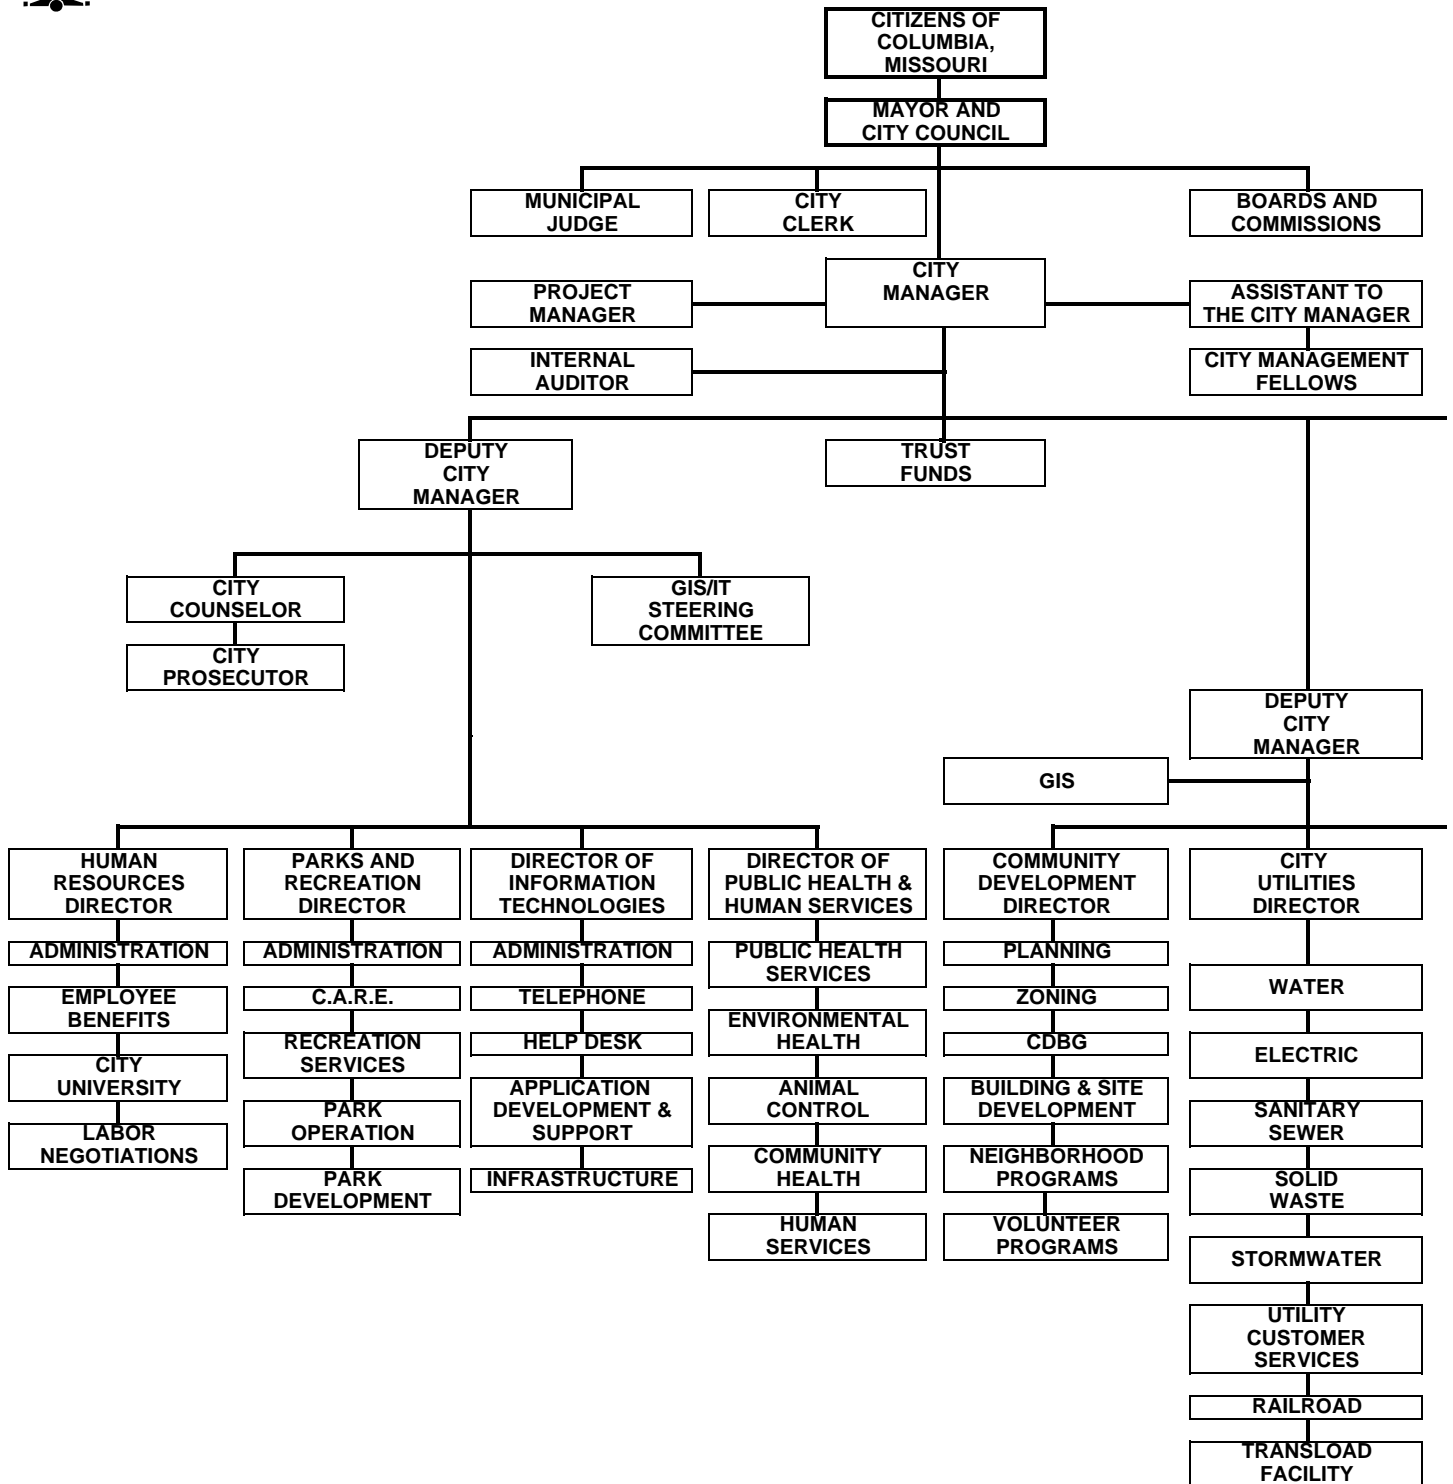 CITIZENS OF
COLUMBIA,
MISSOURI
MAYOR AND
CITY COUNCIL
MUNICIPAL
JUDGE
CITY
CLERK
BOARDS AND
COMMISSIONS
CITY
MANAGER
PROJECT
MANAGER
ASSISTANT TO
THE CITY MANAGER
INTERNAL
AUDITOR
CITY MANAGEMENT
FELLOWS
DEPUTY
CITY
MANAGER
TRUST
FUNDS
CITY
COUNSELOR
GIS/IT
STEERING
COMMITTEE
CITY
PROSECUTOR
DEPUTY
CITY
MANAGER
GIS
HUMAN
RESOURCES
DIRECTOR
ADMINISTRATION
EMPLOYEE
BENEFITS
CITY
UNIVERSITY
LABOR
NEGOTIATIONS
PARKS AND
RECREATION
DIRECTOR
ADMINISTRATION
C.A.R.E.
RECREATION
SERVICES
PARK
OPERATION
PARK
DEVELOPMENT
DIRECTOR OF
INFORMATION
TECHNOLOGIES
ADMINISTRATION
TELEPHONE
HELP DESK
APPLICATION
DEVELOPMENT &
SUPPORT
INFRASTRUCTURE
DIRECTOR OF
PUBLIC HEALTH &
HUMAN SERVICES
PUBLIC HEALTH
SERVICES
ENVIRONMENTAL
HEALTH
ANIMAL
CONTROL
COMMUNITY
HEALTH
HUMAN
SERVICES
COMMUNITY
DEVELOPMENT
DIRECTOR
PLANNING
ZONING
CDBG
BUILDING & SITE
DEVELOPMENT
NEIGHBORHOOD
PROGRAMS
VOLUNTEER
PROGRAMS
CITY
UTILITIES
DIRECTOR
WATER
ELECTRIC
SANITARY
SEWER
SOLID
WASTE
STORMWATER
UTILITY
CUSTOMER
SERVICES
RAILROAD
TRANSLOAD
FACILITY